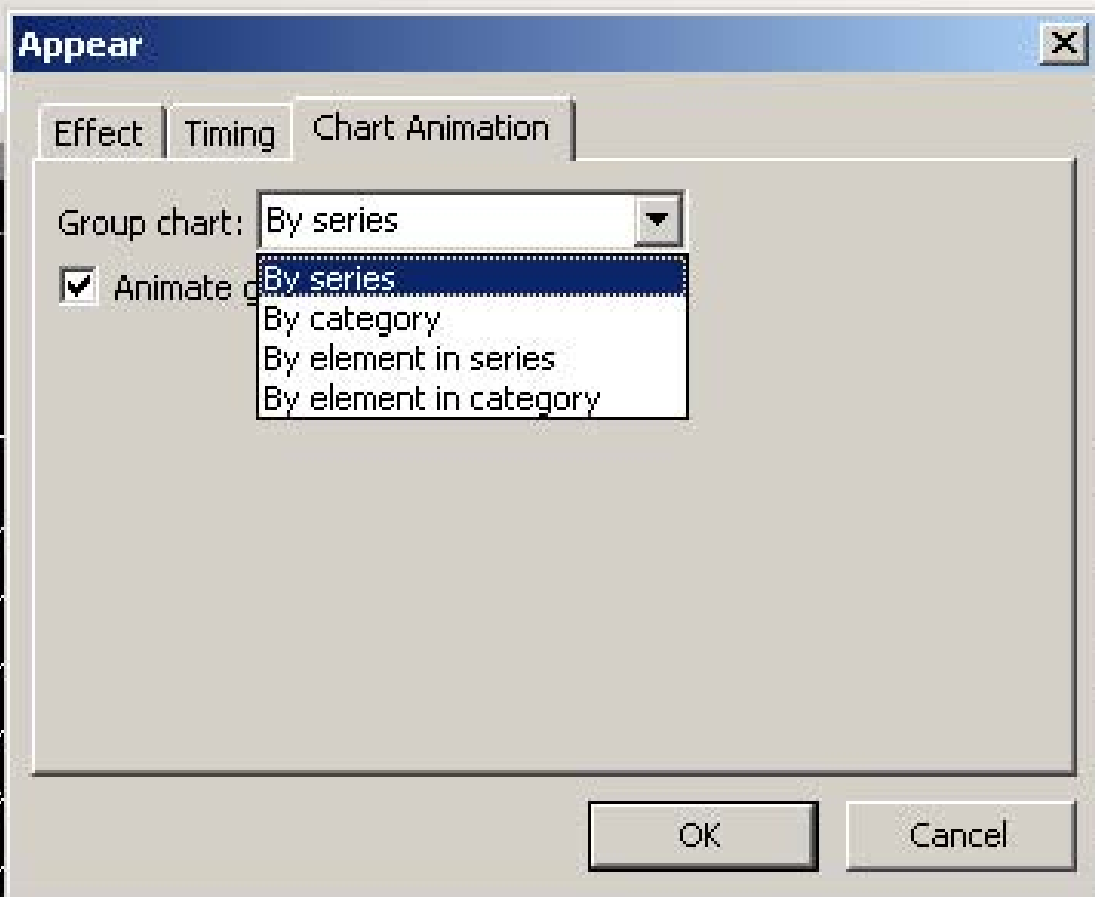 Appear
Effect Timing Chart Animation
Group chart: By series
Animate
By series
By category
By element in series
By element in category
OK Cancel